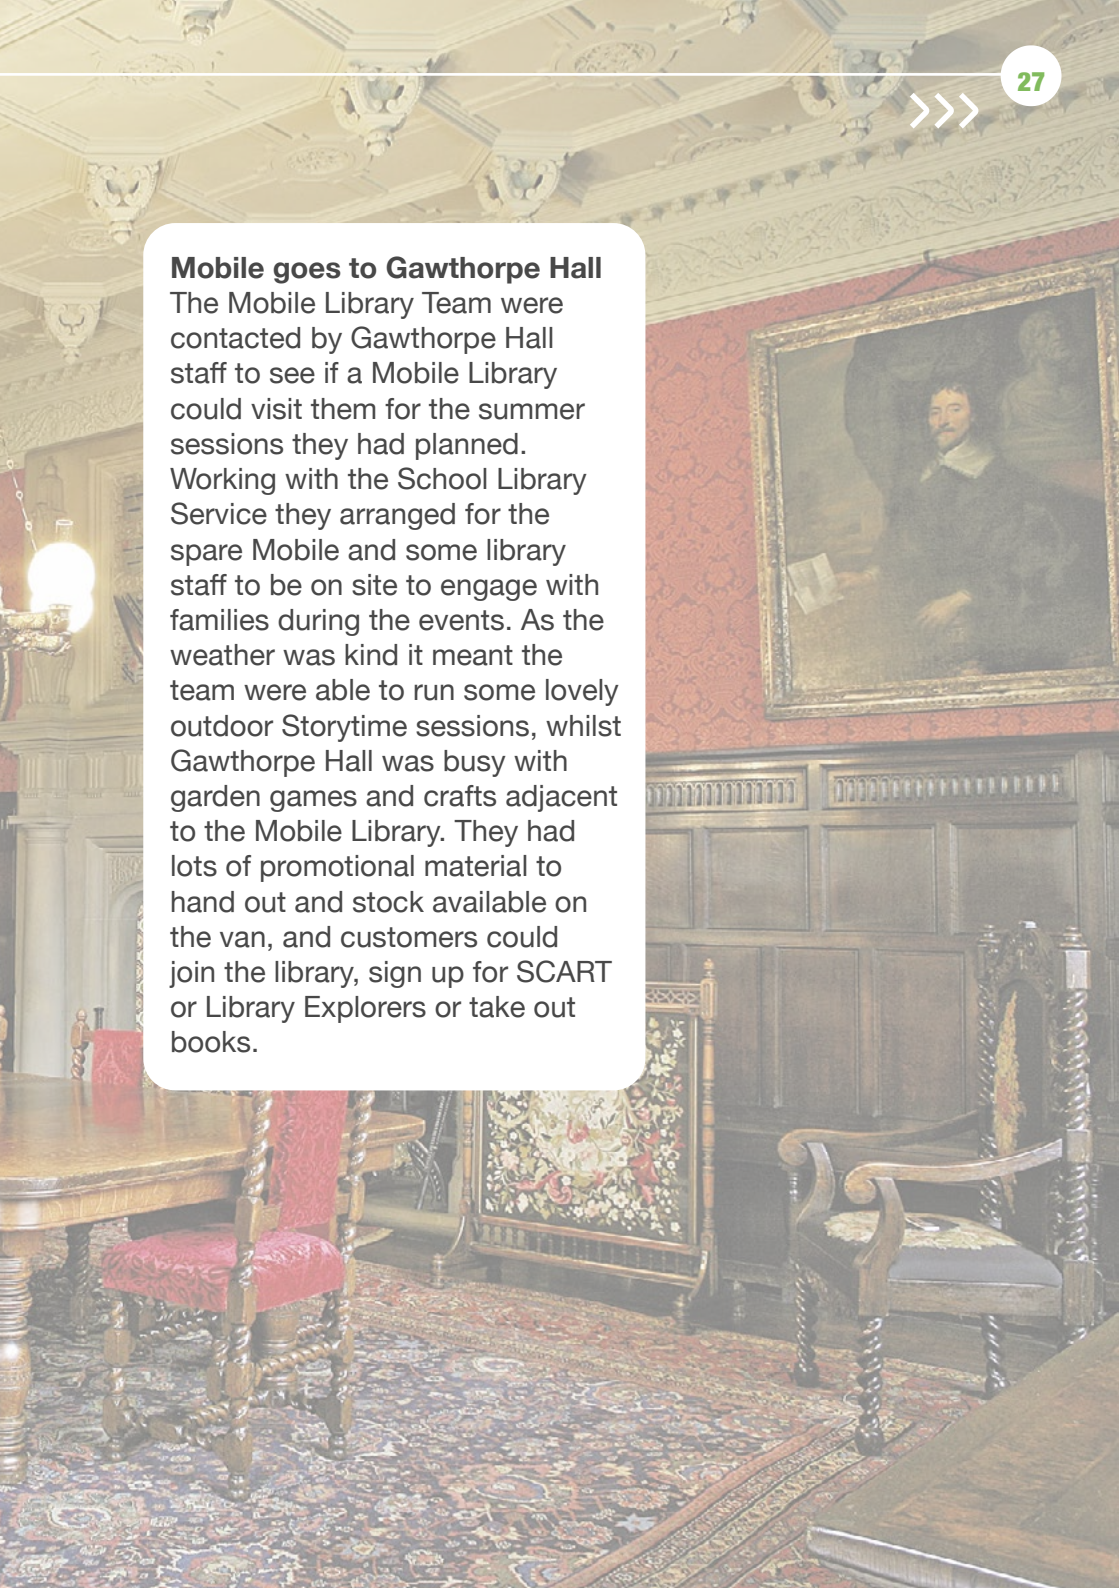 27
Mobile goes to Gawthorpe Hall
The Mobile Library Team were
contacted by Gawthorpe Hall
staff to see if a Mobile Library
could visit them for the summer
sessions they had planned.
Working with the School Library
Service they arranged for the
spare Mobile and some library
staff to be on site to engage with
families during the events. As the
weather was kind it meant the
team were able to run some lovely
outdoor Storytime sessions, whilst
Gawthorpe Hall was busy with
garden games and crafts adjacent
to the Mobile Library. They had
lots of promotional material to
hand out and stock available on
the van, and customers could
join the library, sign up for SCART
or Library Explorers or take out
books.